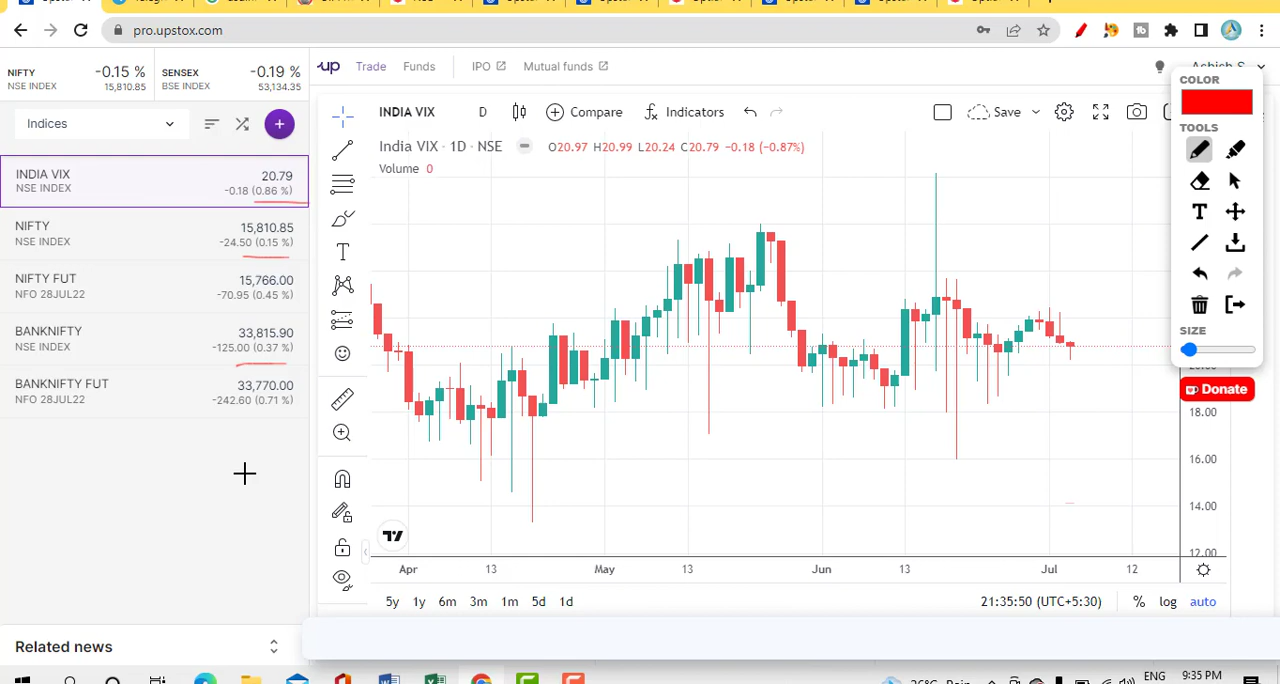 pro.upstox.com
NIFTY -0.15 %
NSE INDEX 15,810.85
SENSEX -0.19 %
BSE INDEX 53,134.35
up Trade Funds IPO Mutual funds
Indices
INDIA VIX 20.79
NSE INDEX -0.18 (0.86 %)
NIFTY 15,810.85
NSE INDEX -24.50 (0.15 %)
NIFTY FUT 15,766.00
NFO 28JUL22 -70.95 (0.45 %)
BANKNIFTY 33,815.90
NSE INDEX -125.00 (0.37 %)
BANKNIFTY FUT 33,770.00
NFO 28JUL22 -242.60 (0.71 %)
Related news
INDIA VIX D Compare Indicators Save
India VIX · 1D · NSE O20.97 H20.99 L20.24 C20.79 -0.18 (-0.87%)
Volume 0
18.00
16.00
14.00
12.00
Apr 13 May 13 Jun 13 Jul 12
5y 1y 6m 3m 1m 5d 1d 21:35:50 (UTC+5:30) % log auto
COLOR
TOOLS
T
SIZE
Donate
ENG 9:35 PM